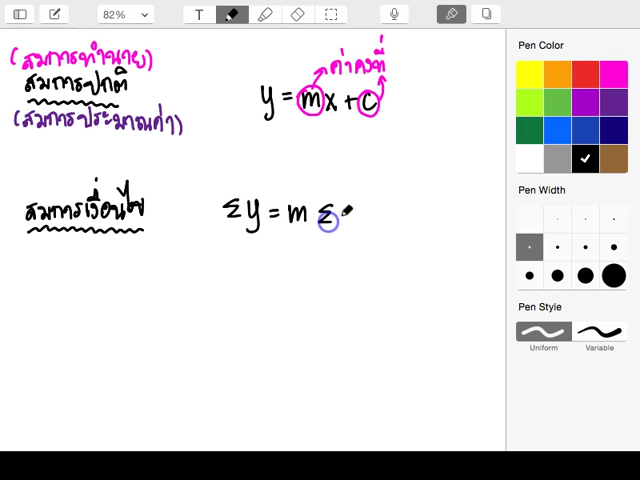 82%
T
(สมการทำนาย)
สมการปกติ
(สมการประมาณค่า)
ค่าคงที่
y = mx + c
สมการเงื่อนไข
Σy = m Σ
Pen Color
Pen Width
Pen Style
Uniform
Variable